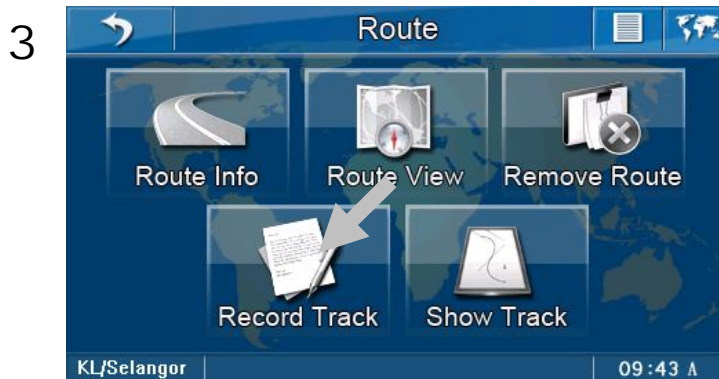 3
Route
Route Info
Route View
Remove Route
Record Track
Show Track
KL/Selangor
09:43 A